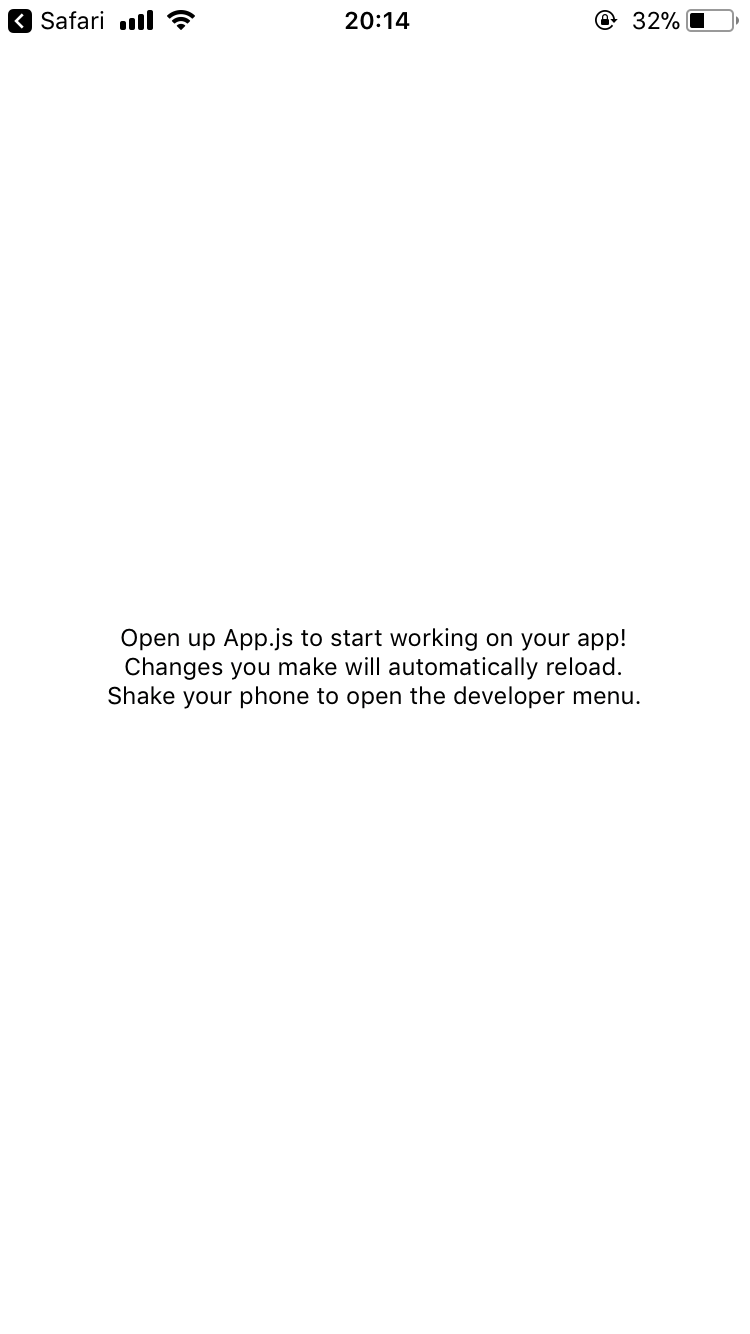 Safari 20:14 32%
Open up App.js to start working on your app!
Changes you make will automatically reload.
Shake your phone to open the developer menu.